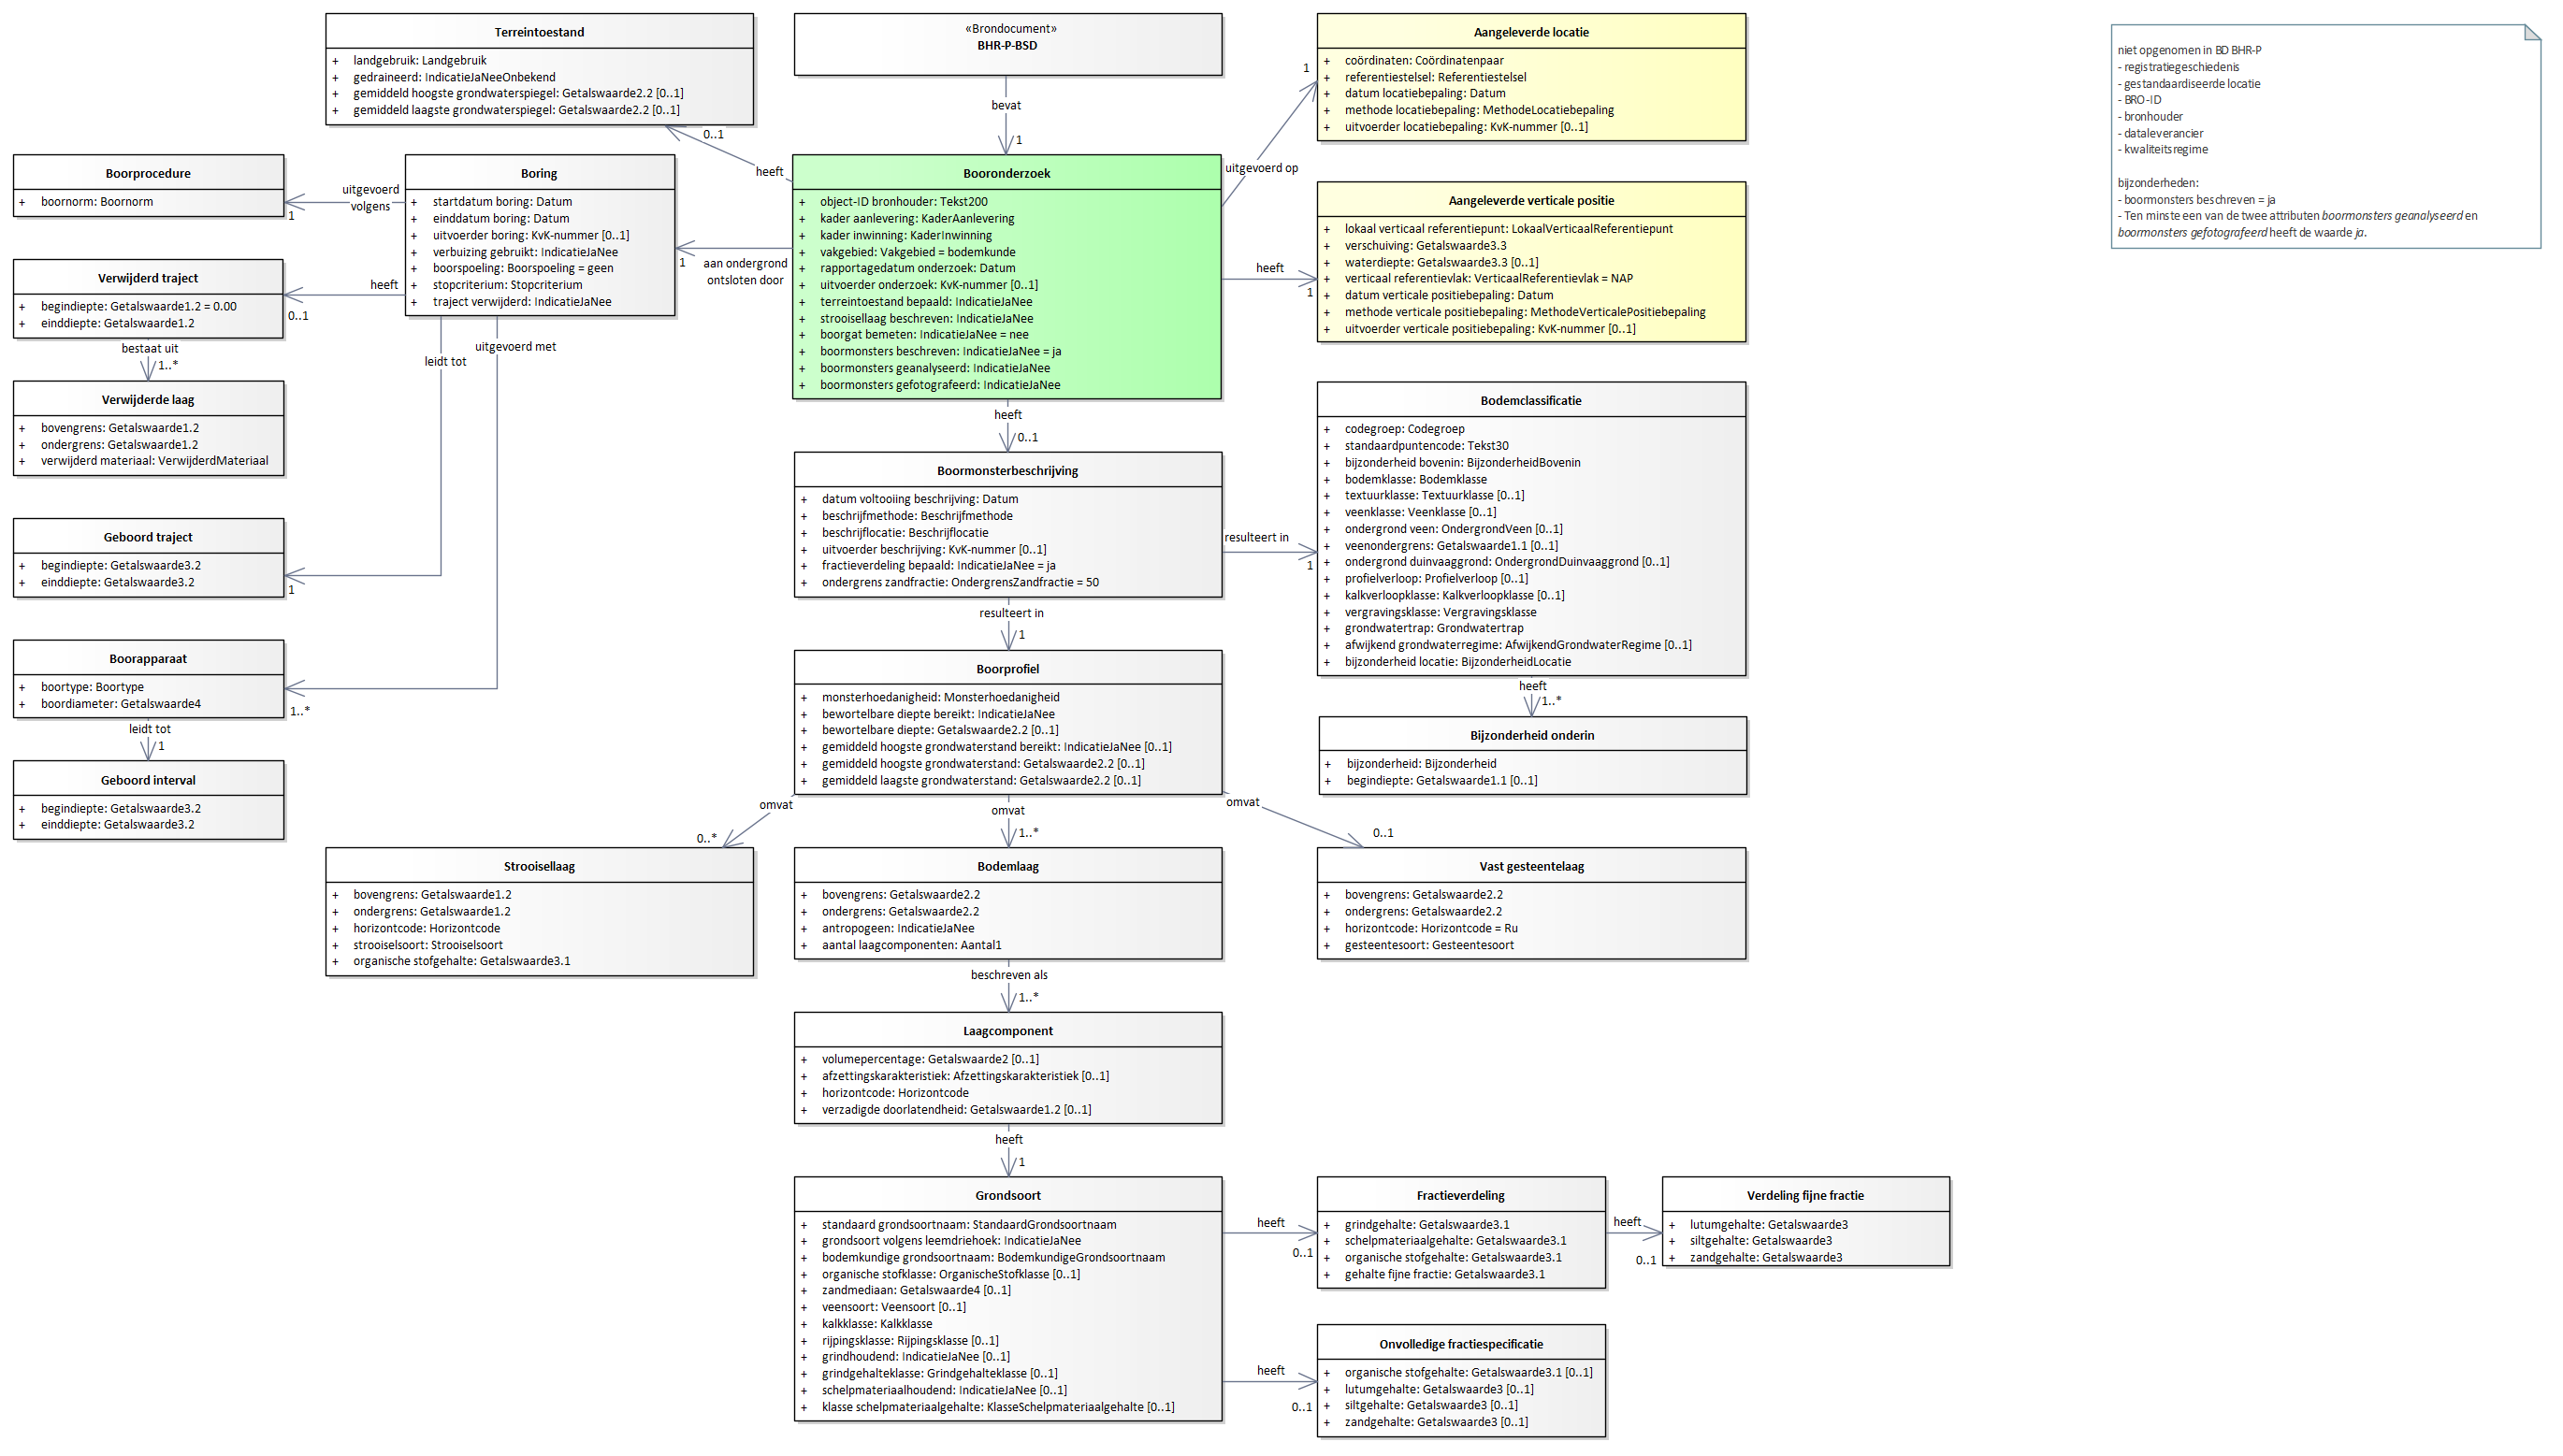 Terreintoestand
+ landgebruik: Landgebruik
+ gedraineerd: IndicatieJaNeeOnbekend
+ gemiddeld hoogste grondwaterspiegel: Getalswaarde2.2 [0..1]
+ gemiddeld laagste grondwaterspiegel: Getalswaarde2.2 [0..1]
«Brondocument»
BHR-P-BSD
Aangeleverde locatie
+ coördinaten: Coördinatenpaar
+ referentiestelsel: Referentiestelsel
+ datum locatiebepaling: Datum
+ methode locatiebepaling: MethodeLocatiebepaling
+ uitvoerder locatiebepaling: KvK-nummer [0..1]
niet opgenomen in BD BHR-P
- registratiegeschiedenis
- gestandaardiseerde locatie
- BRO-ID
- bronhouder
- dataleverancier
- kwaliteitsregime
bijzonderheden:
- boormonsters beschreven = ja
- Ten minste een van de twee attributen boormonsters geanalyseerd en
boormonsters gefotografeerd heeft de waarde ja.
bevat
1
0..1
heeft
1
uitgevoerd op
Boorprocedure
+ boornorm: Boornorm
uitgevoerd
volgens
1
Boring
+ startdatum boring: Datum
+ einddatum boring: Datum
+ uitvoerder boring: KvK-nummer [0..1]
+ verbuizing gebruikt: IndicatieJaNee
+ boorspoeling: Boorspoeling = geen
+ stopcriterium: Stopcriterium
+ traject verwijderd: IndicatieJaNee
1
aan ondergrond
ontsloten door
Booronderzoek
+ object-ID bronhouder: Tekst200
+ kader aanlevering: KaderAanlevering
+ kader inwinning: KaderInwinning
+ vakgebied: Vakgebied = bodemkunde
+ rapportagedatum onderzoek: Datum
+ uitvoerder onderzoek: KvK-nummer [0..1]
+ terreintoestand bepaald: IndicatieJaNee
+ strooisellaag beschreven: IndicatieJaNee
+ boorgat bemeten: IndicatieJaNee = nee
+ boormonsters beschreven: IndicatieJaNee = ja
+ boormonsters geanalyseerd: IndicatieJaNee
+ boormonsters gefotografeerd: IndicatieJaNee
heeft
1
Aangeleverde verticale positie
+ lokaal verticaal referentiepunt: LokaalVerticaalReferentiepunt
+ verschuiving: Getalswaarde3.3
+ waterdiepte: Getalswaarde3.3 [0..1]
+ verticaal referentievlak: VerticaalReferentievlak = NAP
+ datum verticale positiebepaling: Datum
+ methode verticale positiebepaling: MethodeVerticalePositiebepaling
+ uitvoerder verticale positiebepaling: KvK-nummer [0..1]
Verwijderd traject
+ begindiepte: Getalswaarde1.2 = 0.00
+ einddiepte: Getalswaarde1.2
heeft
0..1
bestaat uit
1..*
Verwijderde laag
+ bovengrens: Getalswaarde1.2
+ ondergrens: Getalswaarde1.2
+ verwijderd materiaal: VerwijderdMateriaal
leidt tot
uitgevoerd met
Geboord traject
+ begindiepte: Getalswaarde3.2
+ einddiepte: Getalswaarde3.2
1
Boorapparaat
+ boortype: Boortype
+ boordiameter: Getalswaarde4
1..*
leidt tot
1
Geboord interval
+ begindiepte: Getalswaarde3.2
+ einddiepte: Getalswaarde3.2
heeft
0..1
Boormonsterbeschrijving
+ datum voltooiing beschrijving: Datum
+ beschrijfmethode: Beschrijfmethode
+ beschrijflocatie: Beschrijflocatie
+ uitvoerder beschrijving: KvK-nummer [0..1]
+ fractieverdeling bepaald: IndicatieJaNee = ja
+ ondergrens zandfractie: OndergrensZandfractie = 50
resulteert in
1
Bodemclassificatie
+ codegroep: Codegroep
+ standaardpuntencode: Tekst30
+ bijzonderheid bovenin: BijzonderheidBovenin
+ bodemklasse: Bodemklasse
+ textuurklasse: Textuurklasse [0..1]
+ veenklasse: Veenklasse [0..1]
+ ondergrond veen: OndergrondVeen [0..1]
+ veenondergrens: Getalswaarde1.1 [0..1]
+ ondergrond duinvaaggrond: OndergrondDuinvaaggrond [0..1]
+ profielverloop: Profielverloop [0..1]
+ kalkverloopklasse: Kalkverloopklasse [0..1]
+ vergravingsklasse: Vergravingsklasse
+ grondwatertrap: Grondwatertrap
+ afwijkend grondwaterregime: AfwijkendGrondwaterRegime [0..1]
+ bijzonderheid locatie: BijzonderheidLocatie
heeft
1..*
Bijzonderheid onderin
+ bijzonderheid: Bijzonderheid
+ begindiepte: Getalswaarde1.1 [0..1]
resulteert in
1
Boorprofiel
+ monsterhoedanigheid: Monsterhoedanigheid
+ bewortelbare diepte bereikt: IndicatieJaNee
+ bewortelbare diepte: Getalswaarde2.2 [0..1]
+ gemiddeld hoogste grondwaterstand bereikt: IndicatieJaNee [0..1]
+ gemiddeld hoogste grondwaterstand: Getalswaarde2.2 [0..1]
+ gemiddeld laagste grondwaterstand: Getalswaarde2.2 [0..1]
omvat
0..*
omvat
1..*
omvat
0..1
Strooisellaag
+ bovengrens: Getalswaarde1.2
+ ondergrens: Getalswaarde1.2
+ horizontcode: Horizontcode
+ strooiselsoort: Strooiselsoort
+ organische stofgehalte: Getalswaarde3.1
Bodemlaag
+ bovengrens: Getalswaarde2.2
+ ondergrens: Getalswaarde2.2
+ antropogeen: IndicatieJaNee
+ aantal laagcomponenten: Aantal1
Vast gesteentelaag
+ bovengrens: Getalswaarde2.2
+ ondergrens: Getalswaarde2.2
+ horizontcode: Horizontcode = Ru
+ gesteentesoort: Gesteentesoort
beschreven als
1..*
Laagcomponent
+ volumepercentage: Getalswaarde2 [0..1]
+ afzettingskarakteristiek: Afzettingskarakteristiek [0..1]
+ horizontcode: Horizontcode
+ verzadigde doorlatendheid: Getalswaarde1.2 [0..1]
heeft
1
Grondsoort
+ standaard grondsoortnaam: StandaardGrondsoortnaam
+ grondsoort volgens leemdriehoek: IndicatieJaNee
+ bodemkundige grondsoortnaam: BodemkundigeGrondsoortnaam
+ organische stofklasse: OrganischeStofklasse [0..1]
+ zandmediaan: Getalswaarde4 [0..1]
+ veensoort: Veensoort [0..1]
+ kalkklasse: Kalkklasse
+ rijpingsklasse: Rijpingsklasse [0..1]
+ grindhoudend: IndicatieJaNee [0..1]
+ grindgehalteklasse: Grindgehalteklasse [0..1]
+ schelpmateriaalhoudend: IndicatieJaNee [0..1]
+ klasse schelpmateriaalgehalte: KlasseSchelpmateriaalgehalte [0..1]
heeft
0..1
Fractieverdeling
+ grindgehalte: Getalswaarde3.1
+ schelpmateriaalgehalte: Getalswaarde3.1
+ organische stofgehalte: Getalswaarde3.1
+ gehalte fijne fractie: Getalswaarde3.1
heeft
0..1
Verdeling fijne fractie
+ lutumgehalte: Getalswaarde3
+ siltgehalte: Getalswaarde3
+ zandgehalte: Getalswaarde3
heeft
0..1
Onvolledige fractiespecificatie
+ organische stofgehalte: Getalswaarde3.1 [0..1]
+ lutumgehalte: Getalswaarde3 [0..1]
+ siltgehalte: Getalswaarde3 [0..1]
+ zandgehalte: Getalswaarde3 [0..1]